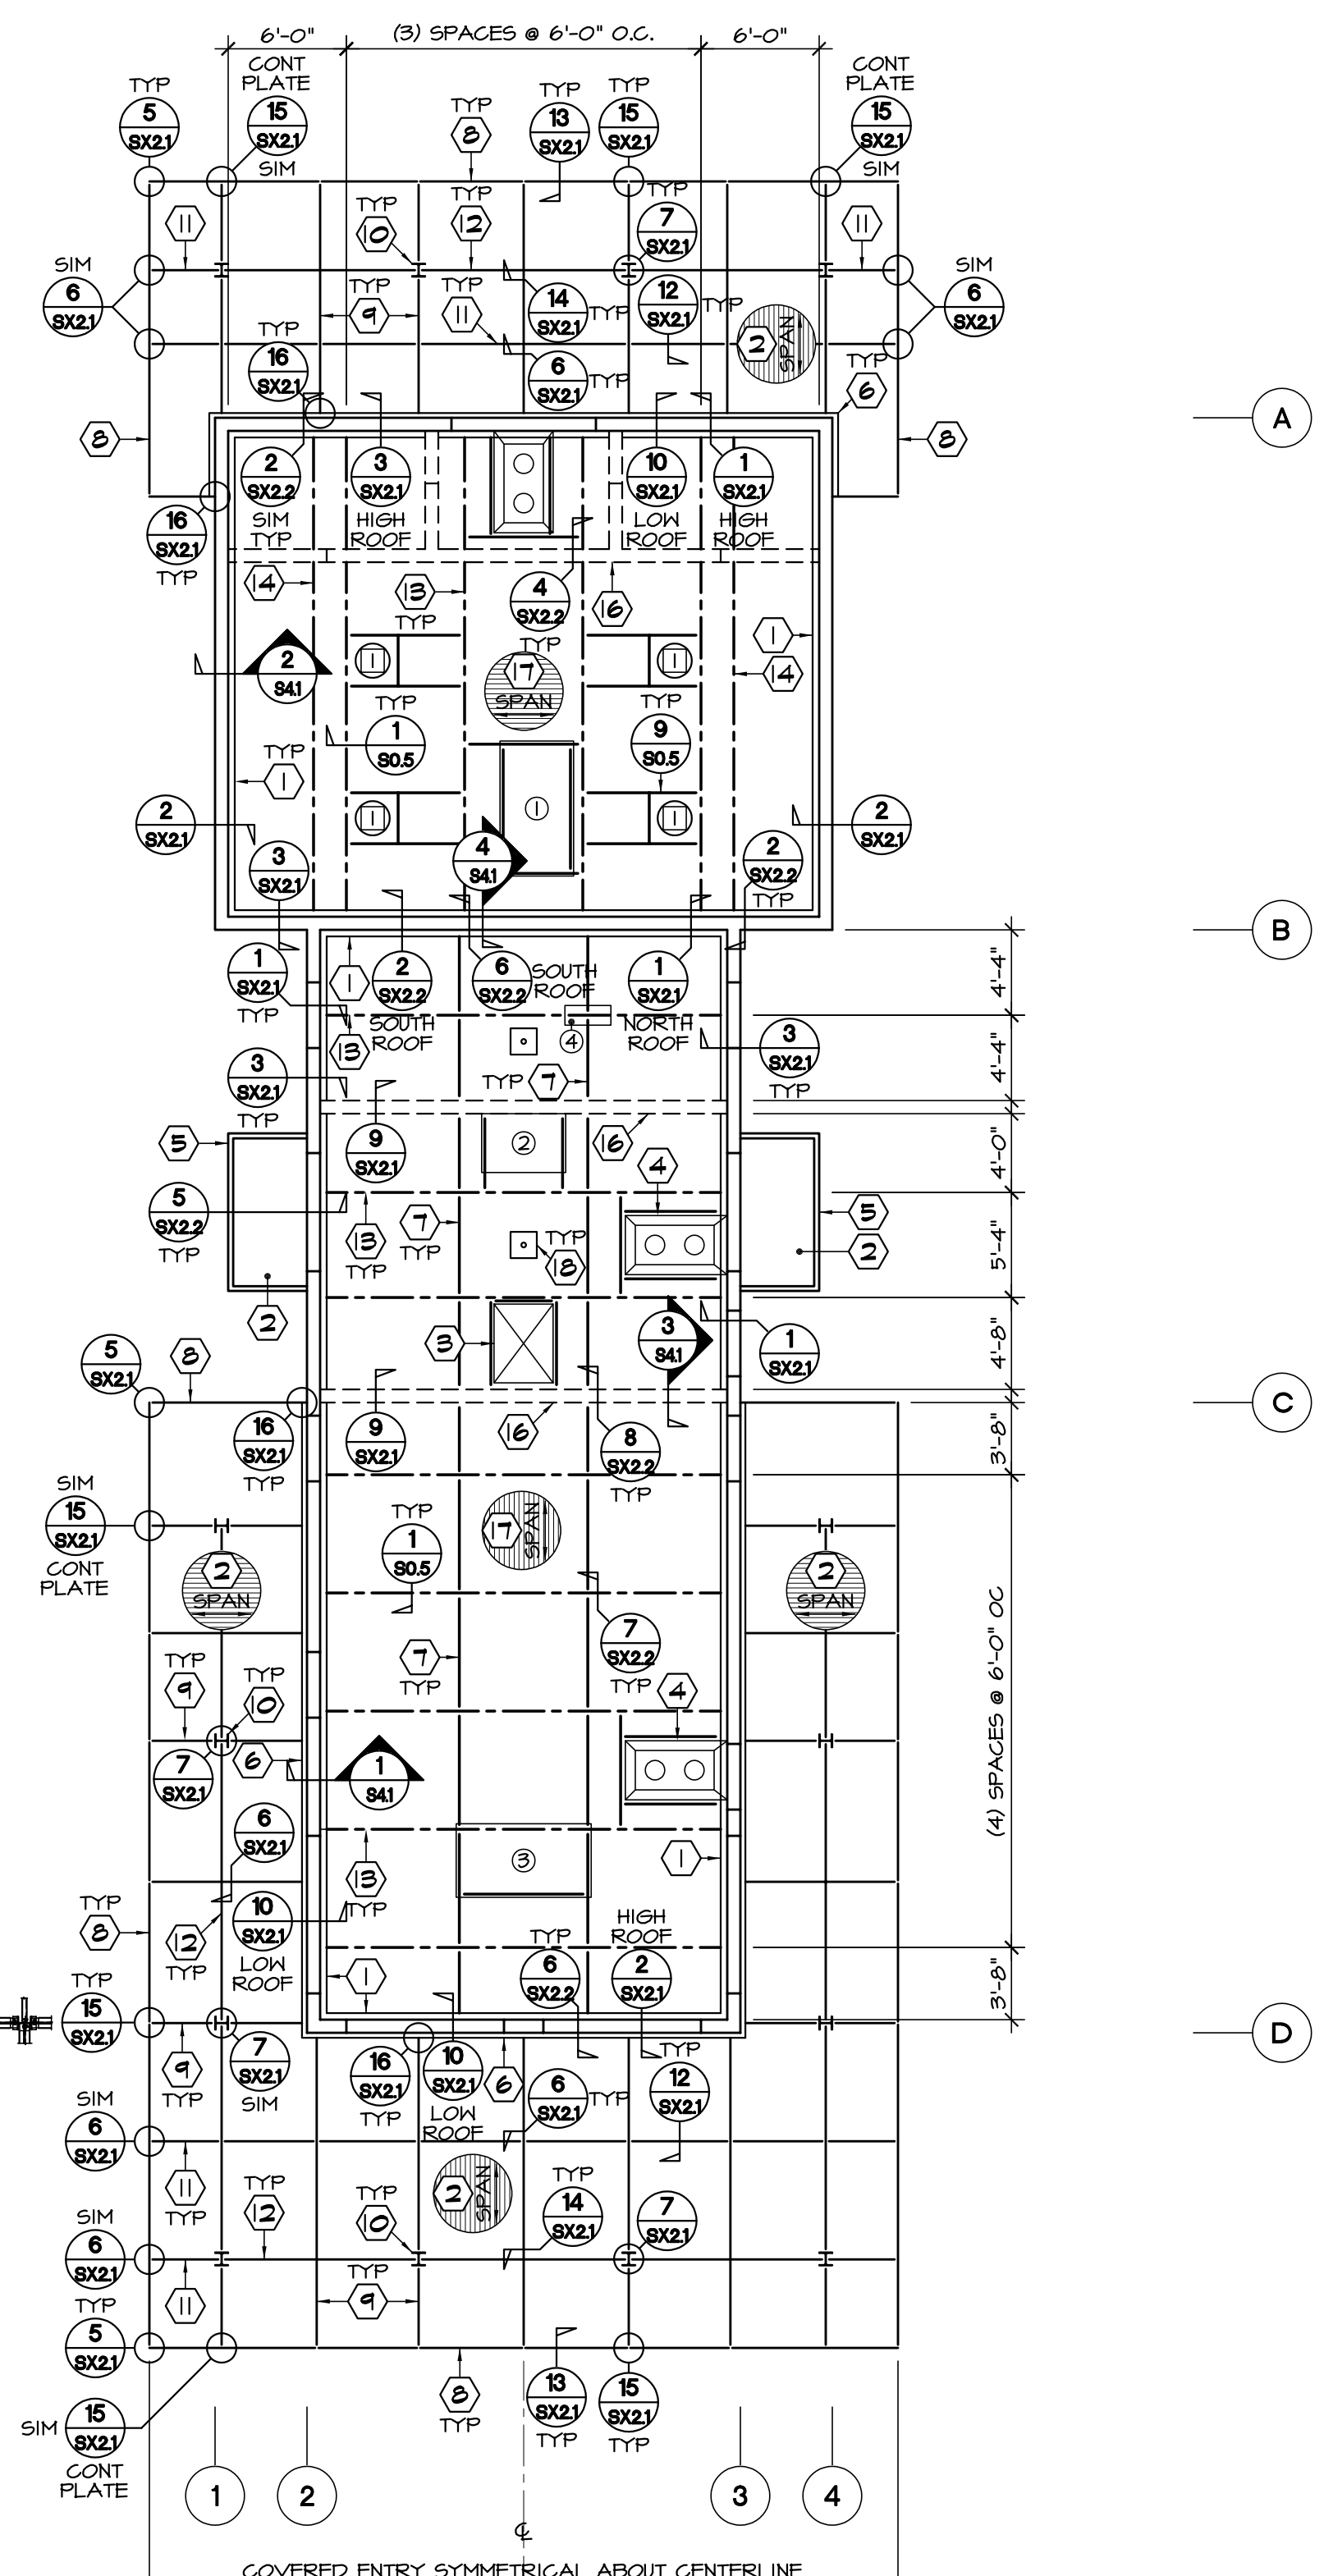 6'-0"
(3) SPACES @ 6'-0" O.C.
6'-0"
CONT
PLATE
CONT
PLATE
TYP
5
SX2.1
15
SX2.1
SIM
TYP
8
TYP
13
SX2.1
TYP
15
SX2.1
15
SX2.1
SIM
11
TYP
10
TYP
12
TYP
7
SX2.1
11
SIM
6
SX2.1
TYP
9
TYP
11
14
SX2.1
TYP
12
SX2.1
TYP
SIM
6
SX2.1
2
SPAN
TYP
16
SX2.1
6
SX2.1
TYP
TYP
6
8
8
A
2
SX2.2
SIM
TYP
3
SX2.1
HIGH
ROOF
10
SX2.1
LOW
ROOF
1
SX2.1
HIGH
ROOF
16
SX2.1
TYP
14
13
TYP
4
SX2.2
TYP
16
1
14
2
S4.1
1
1
17
SPAN
TYP
1
S0.5
TYP
9
S0.5
TYP
1
2
SX2.1
1
1
1
2
SX2.1
3
SX2.1
4
S4.1
2
SX2.2
TYP
B
1
SX2.1
TYP
1
2
SX2.2
SOUTH
ROOF
6
SX2.2
SOUTH
ROOF
1
SX2.1
NORTH
ROOF
4'-4"
13
4
3
SX2.1
TYP
4'-4"
3
SX2.1
TYP
TYP
7
5
9
SX2.1
2
16
4
4'-0"
5
SX2.2
TYP
13
TYP
7
TYP
TYP
18
5
2
5'-4"
2
3
3
S4.1
1
SX2.1
4'-8"
5
SX2.1
8
C
16
SX2.1
TYP
9
SX2.1
16
8
SX2.2
TYP
3'-8"
SIM
15
SX2.1
CONT
PLATE
TYP
1
S0.5
17
SPAN
2
SPAN
2
SPAN
7
SX2.2
TYP
(4) SPACES @ 6'-0" OC
TYP
9
TYP
10
7
TYP
4
7
SX2.1
6
1
S4.1
6
SX2.1
3
1
13
TYP
TYP
8
12
TYP
10
SX2.1
LOW
ROOF
HIGH
ROOF
TYP
6
SX2.2
2
SX2.1
1
3'-8"
TYP
15
SX2.1
D
9
TYP
7
SX2.1
SIM
16
SX2.1
TYP
10
SX2.1
LOW
ROOF
6
6
SX2.1
TYP
TYP
12
SX2.1
SIM
6
SX2.1
11
TYP
TYP
12
TYP
10
2
SPAN
TYP
14
SX2.1
7
SX2.1
SIM
6
SX2.1
11
TYP
9
TYP
5
SX2.1
8
TYP
13
SX2.1
TYP
15
SX2.1
TYP
SIM
15
SX2.1
CONT
PLATE
1
2
3
4
℄
COVERED ENTRY SYMMETRICAL ABOUT CENTERLINE